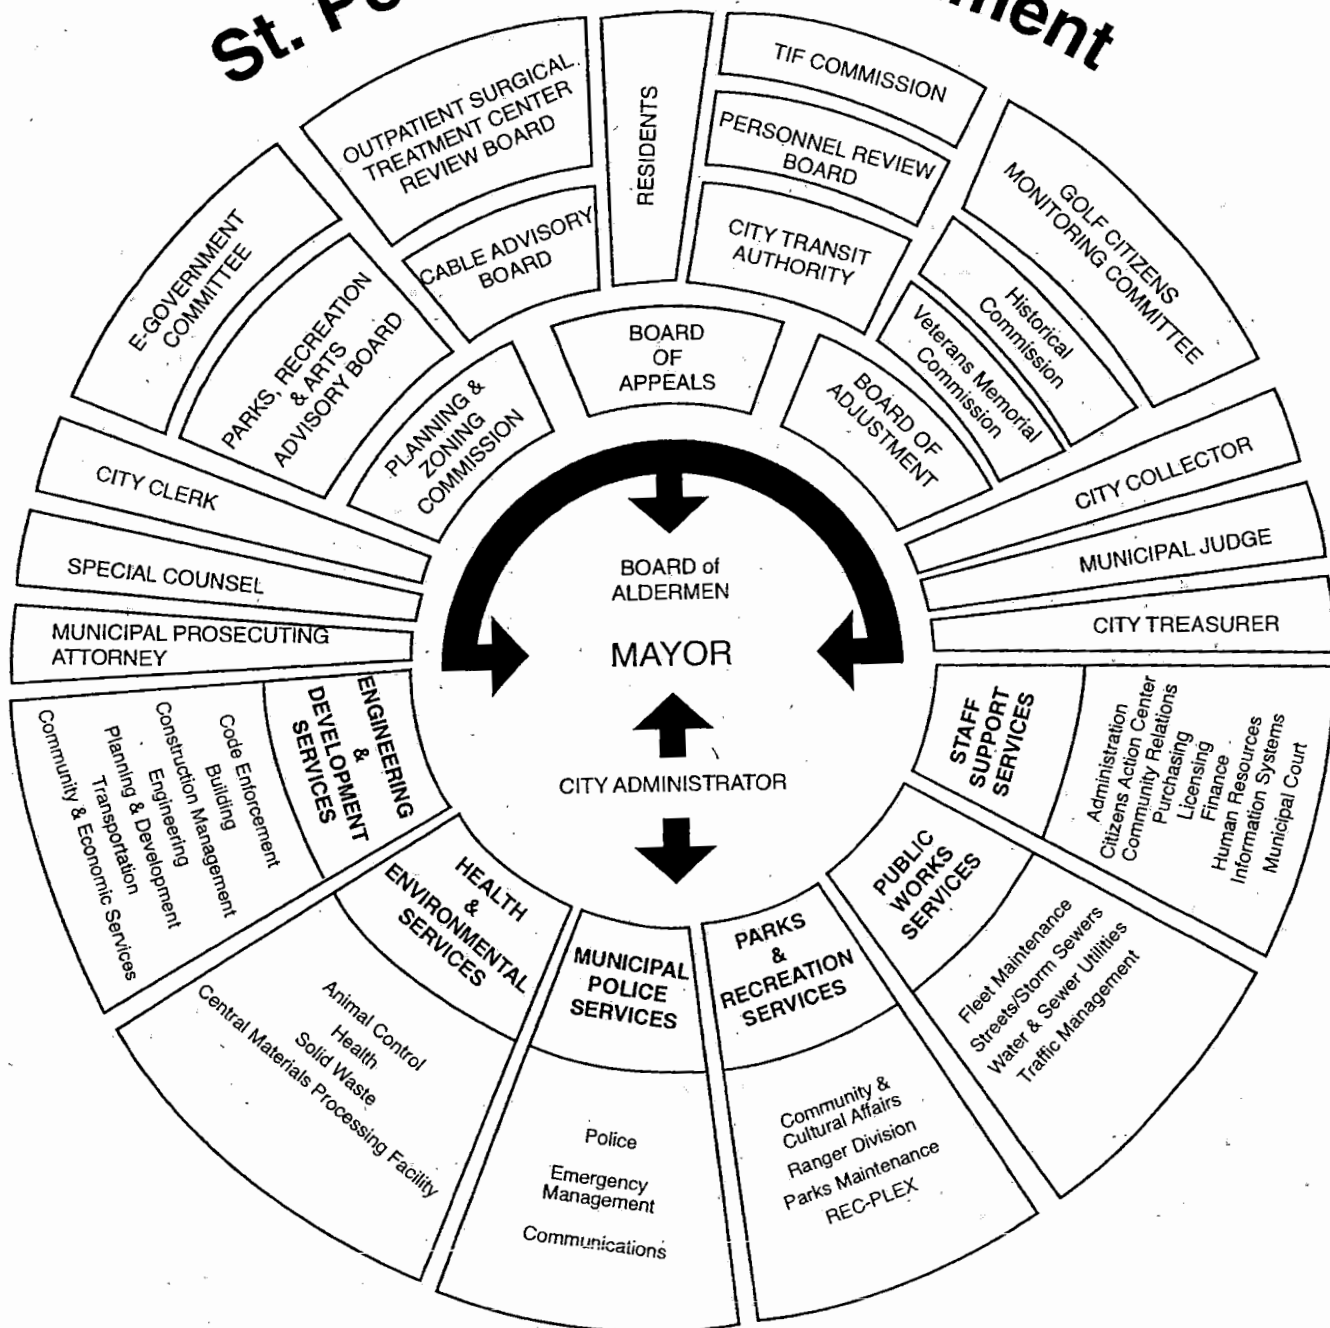 St.
OUTPATIENT SURGICAL
TREATMENT CENTER
REVIEW BOARD
CABLE ADVISORY
BOARD
RESIDENTS
TIF COMMISSION
PERSONNEL REVIEW
BOARD
CITY TRANSIT
AUTHORITY
GOLF CITIZENS
MONITORING COMMITTEE
Historical
Commission
Veterans Memorial
Commission
E-GOVERNMENT
COMMITTEE
PARKS, RECREATION
& ARTS
ADVISORY BOARD
PLANNING &
ZONING
COMMISSION
BOARD
OF
APPEALS
BOARD OF
ADJUSTMENT
CITY CLERK
SPECIAL COUNSEL
MUNICIPAL PROSECUTING
ATTORNEY
CITY COLLECTOR
MUNICIPAL JUDGE
CITY TREASURER
BOARD of
ALDERMEN
MAYOR
CITY ADMINISTRATOR
ENGINEERING
&
DEVELOPMENT
SERVICES
Code Enforcement
Building
Construction Management
Engineering
Planning & Development
Transportation
Community & Economic Services
HEALTH
&
ENVIRONMENTAL
SERVICES
Animal Control
Health
Solid Waste
Central Materials Processing Facility
MUNICIPAL
POLICE
SERVICES
Police
Emergency
Management
Communications
PARKS
&
RECREATION
SERVICES
Community &
Cultural Affairs
Ranger Division
Parks Maintenance
REC-PLEX
PUBLIC
WORKS
SERVICES
Fleet Maintenance
Streets/Storm Sewers
Water & Sewer Utilities
Traffic Management
STAFF
SUPPORT
SERVICES
Administration
Citizens Action Center
Community Relations
Purchasing
Licensing
Finance
Human Resources
Information Systems
Municipal Court